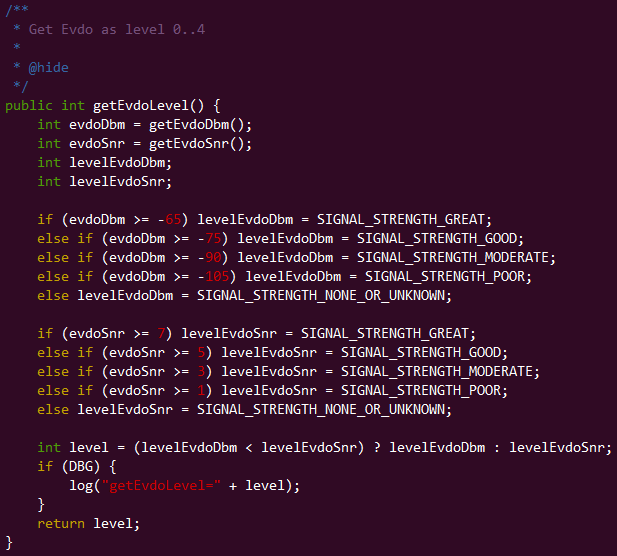 /**
 * Get Evdo as level 0..4
 *
 * @hide
 */
public int getEvdoLevel() {
    int evdoDbm = getEvdoDbm();
    int evdoSnr = getEvdoSnr();
    int levelEvdoDbm;
    int levelEvdoSnr;

    if (evdoDbm >= -65) levelEvdoDbm = SIGNAL_STRENGTH_GREAT;
    else if (evdoDbm >= -75) levelEvdoDbm = SIGNAL_STRENGTH_GOOD;
    else if (evdoDbm >= -90) levelEvdoDbm = SIGNAL_STRENGTH_MODERATE;
    else if (evdoDbm >= -105) levelEvdoDbm = SIGNAL_STRENGTH_POOR;
    else levelEvdoDbm = SIGNAL_STRENGTH_NONE_OR_UNKNOWN;

    if (evdoSnr >= 7) levelEvdoSnr = SIGNAL_STRENGTH_GREAT;
    else if (evdoSnr >= 5) levelEvdoSnr = SIGNAL_STRENGTH_GOOD;
    else if (evdoSnr >= 3) levelEvdoSnr = SIGNAL_STRENGTH_MODERATE;
    else if (evdoSnr >= 1) levelEvdoSnr = SIGNAL_STRENGTH_POOR;
    else levelEvdoSnr = SIGNAL_STRENGTH_NONE_OR_UNKNOWN;

    int level = (levelEvdoDbm < levelEvdoSnr) ? levelEvdoDbm : levelEvdoSnr;
    if (DBG) {
        log("getEvdoLevel=" + level);
    }
    return level;
}